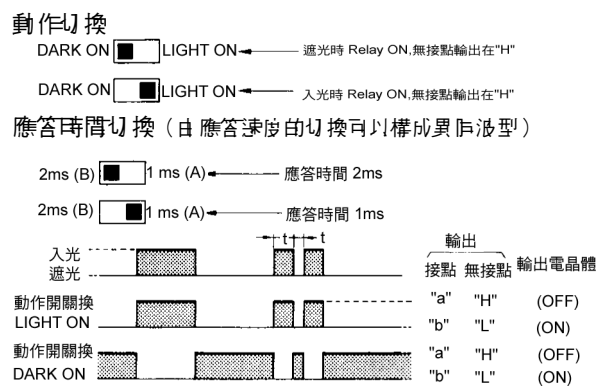 動作切換
DARK ON LIGHT ON 遮光時 Relay ON,無接點輸出在"H"
DARK ON LIGHT ON 入光時 Relay ON,無接點輸出在"H"
應答時間切換（由應答速度的切換可以構成異形波型）
2ms (B) 1 ms (A) 應答時間 2ms
2ms (B) 1 ms (A) 應答時間 1ms
t t
輸出
入光
遮光
接點 無接點 輸出電晶體
動作開關換 "a" "H" (OFF)
LIGHT ON "b" "L" (ON)
動作開關換 "a" "H" (OFF)
DARK ON "b" "L" (ON)